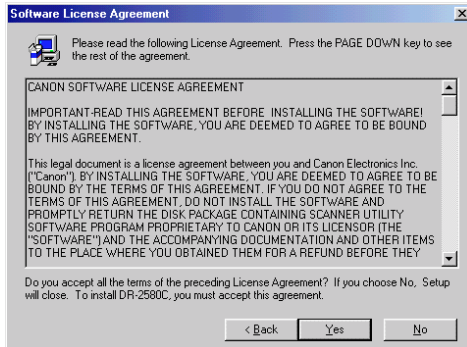 Software License Agreement
Please read the following License Agreement. Press the PAGE DOWN key to see
the rest of the agreement.
CANON SOFTWARE LICENSE AGREEMENT
IMPORTANT-READ THIS AGREEMENT BEFORE INSTALLING THE SOFTWARE!
BY INSTALLING THE SOFTWARE, YOU ARE DEEMED TO AGREE TO BE BOUND
BY THIS AGREEMENT.
This legal document is a license agreement between you and Canon Electronics Inc.
("Canon"). BY INSTALLING THE SOFTWARE, YOU ARE DEEMED TO AGREE TO BE
BOUND BY THE TERMS OF THIS AGREEMENT. IF YOU DO NOT AGREE TO THE
TERMS OF THIS AGREEMENT, DO NOT INSTALL THE SOFTWARE AND
PROMPTLY RETURN THE DISK PACKAGE CONTAINING SCANNER UTILITY
SOFTWARE PROGRAM PROPRIETARY TO CANON OR ITS LICENSOR (THE
"SOFTWARE") AND THE ACCOMPANYING DOCUMENTATION AND OTHER ITEMS
TO THE PLACE WHERE YOU OBTAINED THEM FOR A REFUND BEFORE THEY
Do you accept all the terms of the preceding License Agreement? If you choose No, Setup
will close. To install DR-2580C, you must accept this agreement.
< Back Yes No